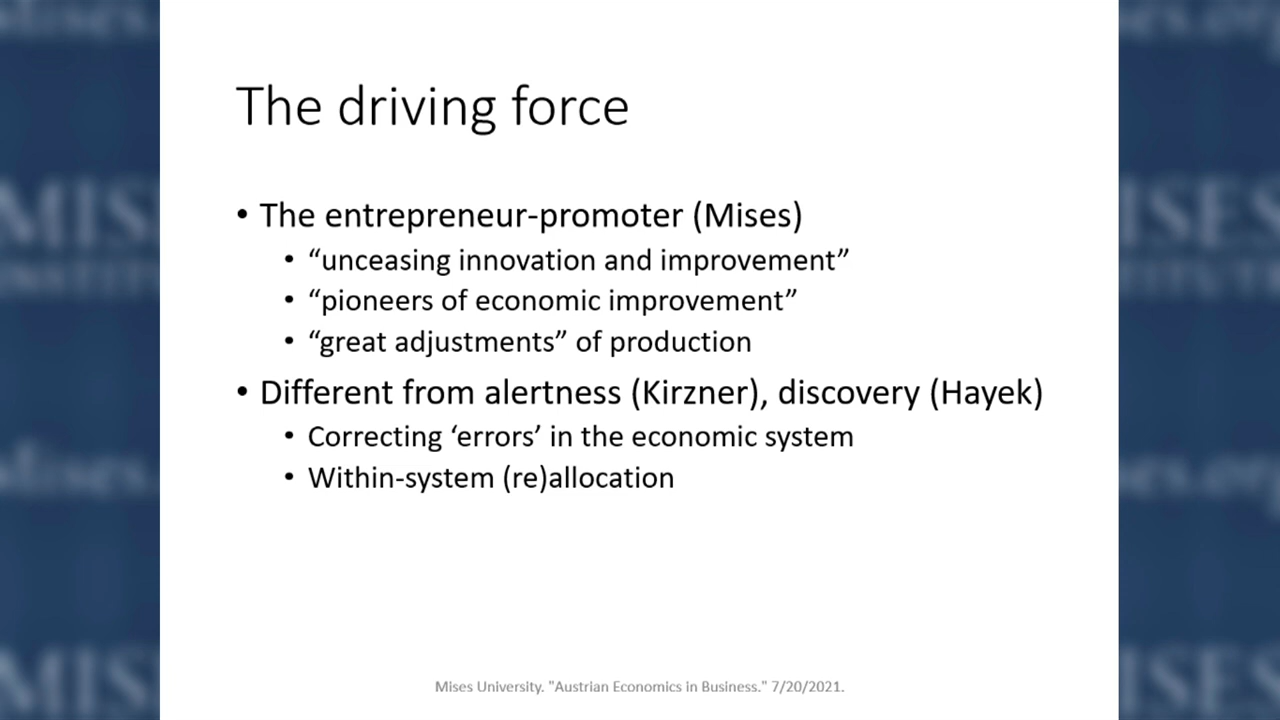 The driving force
• The entrepreneur-promoter (Mises)
• “unceasing innovation and improvement”
• “pioneers of economic improvement”
• “great adjustments” of production
• Different from alertness (Kirzner), discovery (Hayek)
• Correcting ‘errors’ in the economic system
• Within-system (re)allocation
Mises University. "Austrian Economics in Business." 7/20/2021.